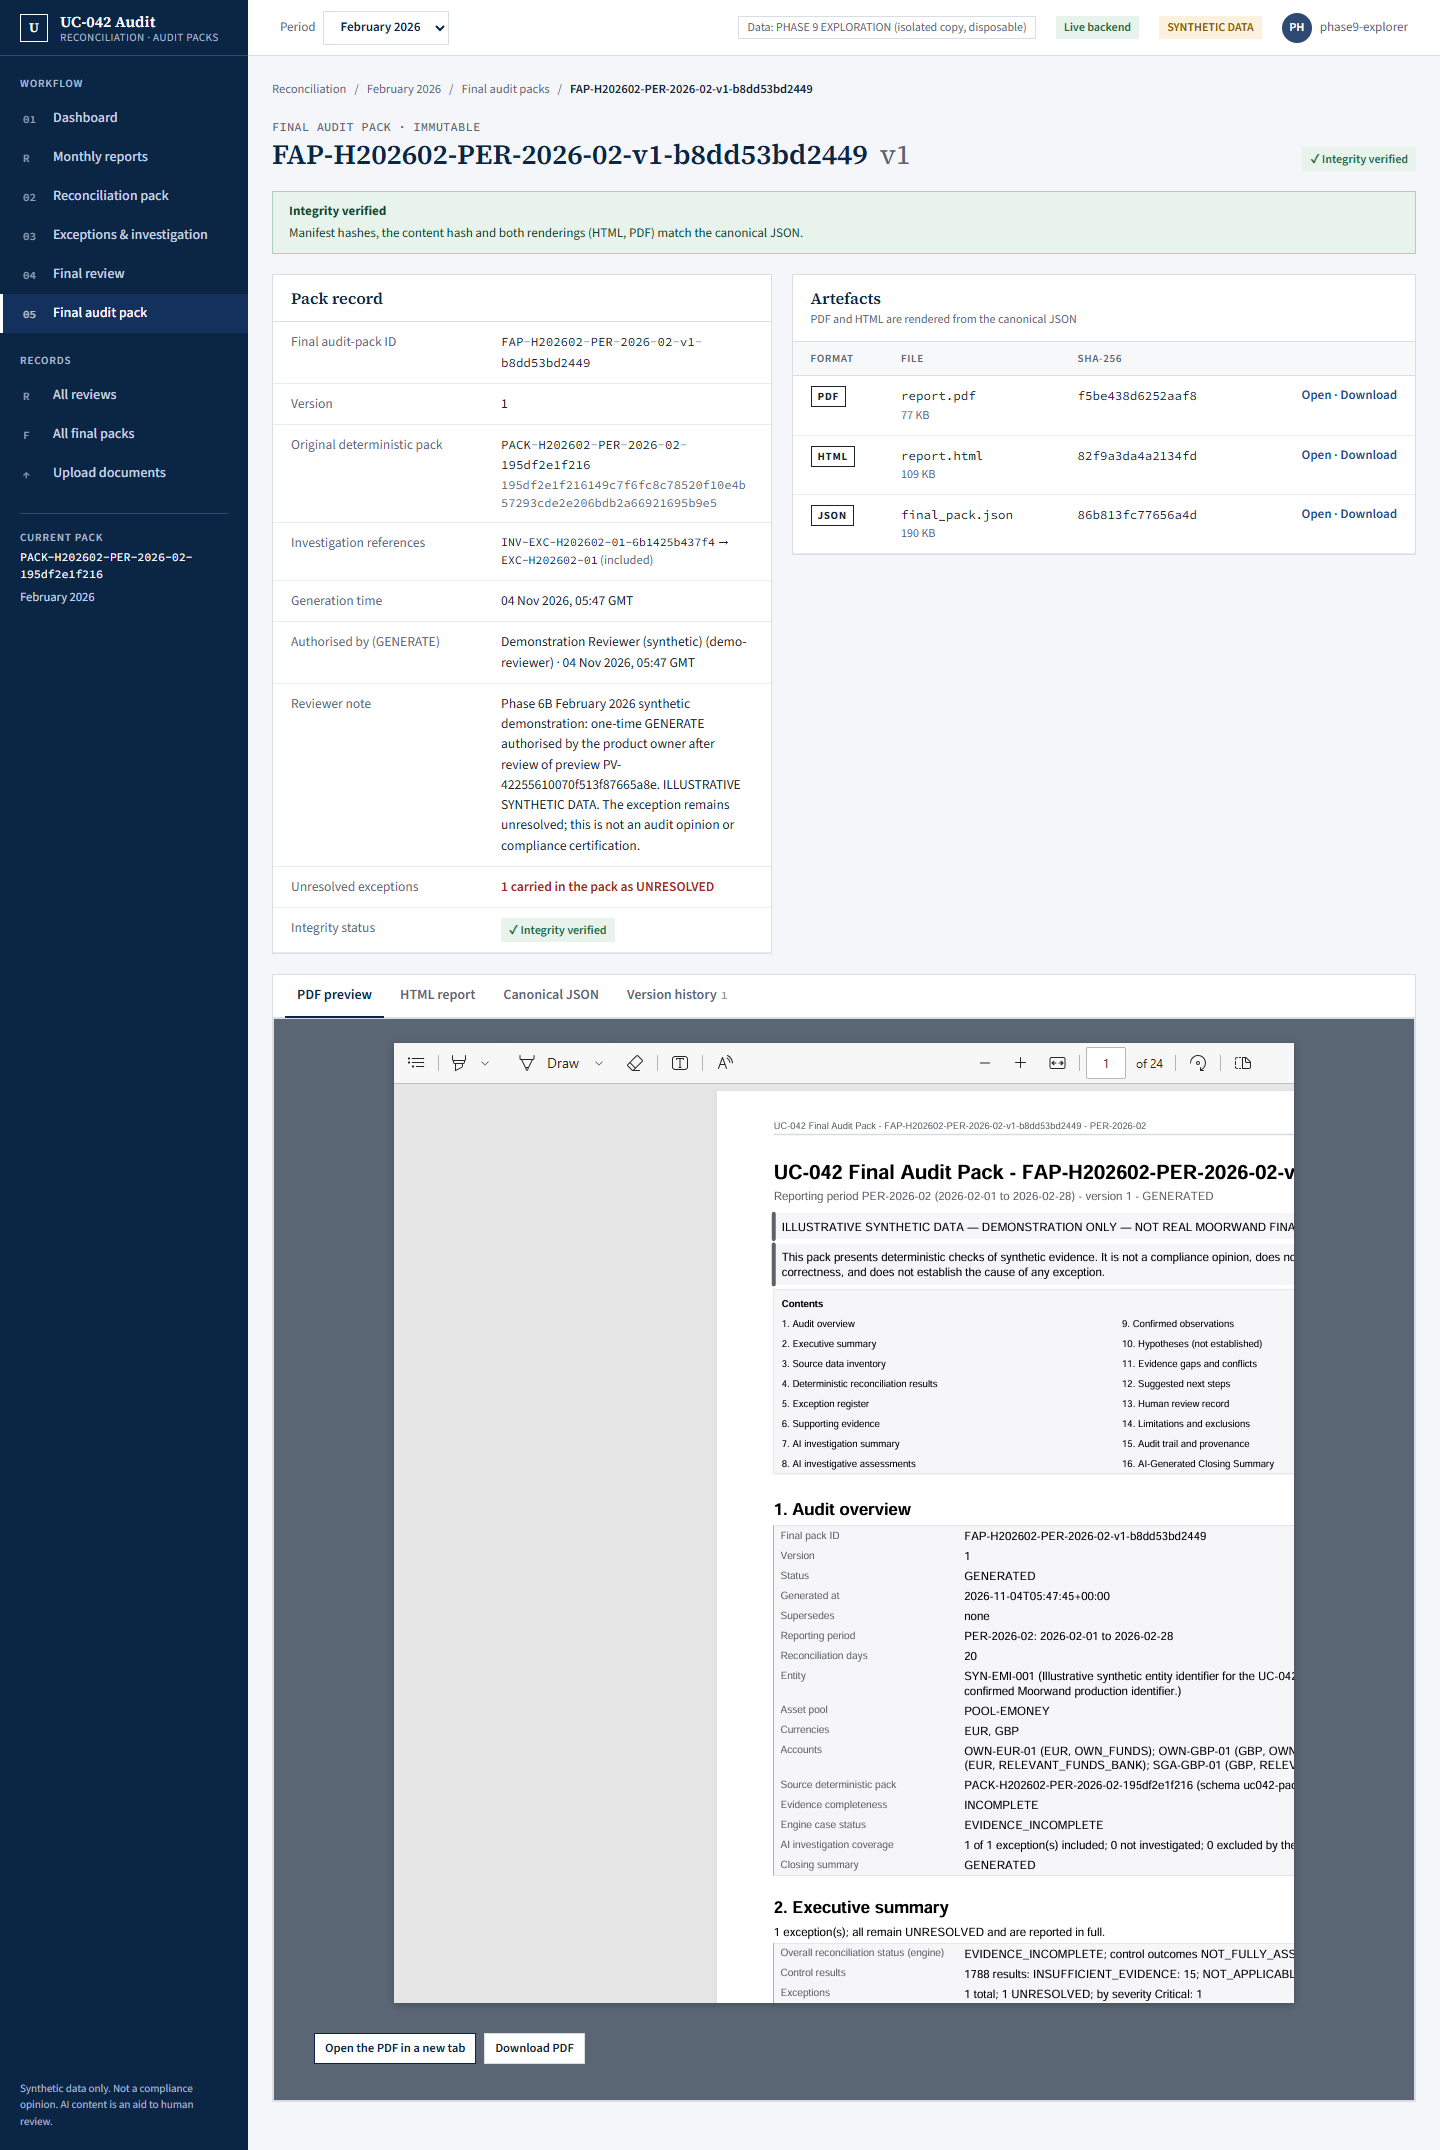 U
UC-042 Audit
RECONCILIATION · AUDIT PACKS
Period
February 2026
Data: PHASE 9 EXPLORATION (isolated copy, disposable)
Live backend
SYNTHETIC DATA
PH
phase9-explorer
WORKFLOW
01 Dashboard
R Monthly reports
02 Reconciliation pack
03 Exceptions & investigation
04 Final review
05 Final audit pack
RECORDS
R All reviews
F All final packs
↑ Upload documents
CURRENT PACK
PACK-H202602-PER-2026-02-
195df2e1f216
February 2026
Synthetic data only. Not a compliance
opinion. AI content is an aid to human
review.
Reconciliation / February 2026 / Final audit packs / FAP-H202602-PER-2026-02-v1-b8dd53bd2449
FINAL AUDIT PACK · IMMUTABLE
FAP-H202602-PER-2026-02-v1-b8dd53bd2449 v1
✓ Integrity verified
Integrity verified
Manifest hashes, the content hash and both renderings (HTML, PDF) match the canonical JSON.
Pack record
Final audit-pack ID
FAP-H202602-PER-2026-02-v1-
b8dd53bd2449
Version
1
Original deterministic pack
PACK-H202602-PER-2026-02-
195df2e1f216
195df2e1f216149c7f6fc8c78520f10e4b
57293cde2e206bdb2a66921695b9e5
Investigation references
INV-EXC-H202602-01-6b1425b437f4 →
EXC-H202602-01 (included)
Generation time
04 Nov 2026, 05:47 GMT
Authorised by (GENERATE)
Demonstration Reviewer (synthetic) (demo-
reviewer) · 04 Nov 2026, 05:47 GMT
Reviewer note
Phase 6B February 2026 synthetic
demonstration: one-time GENERATE
authorised by the product owner after
review of preview PV-
42255610070f513f87665a8e. ILLUSTRATIVE
SYNTHETIC DATA. The exception remains
unresolved; this is not an audit opinion or
compliance certification.
Unresolved exceptions
1 carried in the pack as UNRESOLVED
Integrity status
✓ Integrity verified
Artefacts
PDF and HTML are rendered from the canonical JSON
FORMAT FILE SHA-256
PDF report.pdf f5be438d6252aaf8 Open · Download
77 KB
HTML report.html 82f9a3da4a2134fd Open · Download
109 KB
JSON final_pack.json 86b813fc77656a4d Open · Download
190 KB
PDF preview HTML report Canonical JSON Version history 1
Draw
1 of 24
UC-042 Final Audit Pack - FAP-H202602-PER-2026-02-v1-b8dd53bd2449 - PER-2026-02
UC-042 Final Audit Pack - FAP-H202602-PER-2026-02-v
Reporting period PER-2026-02 (2026-02-01 to 2026-02-28) - version 1 - GENERATED
ILLUSTRATIVE SYNTHETIC DATA — DEMONSTRATION ONLY — NOT REAL MOORWAND FINA
This pack presents deterministic checks of synthetic evidence. It is not a compliance opinion, does no
correctness, and does not establish the cause of any exception.
Contents
1. Audit overview
2. Executive summary
3. Source data inventory
4. Deterministic reconciliation results
5. Exception register
6. Supporting evidence
7. AI investigation summary
8. AI investigative assessments
9. Confirmed observations
10. Hypotheses (not established)
11. Evidence gaps and conflicts
12. Suggested next steps
13. Human review record
14. Limitations and exclusions
15. Audit trail and provenance
16. AI-Generated Closing Summary
1. Audit overview
Final pack ID FAP-H202602-PER-2026-02-v1-b8dd53bd2449
Version 1
Status GENERATED
Generated at 2026-11-04T05:47:45+00:00
Supersedes none
Reporting period PER-2026-02: 2026-02-01 to 2026-02-28
Reconciliation days 20
Entity SYN-EMI-001 (Illustrative synthetic entity identifier for the UC-042
confirmed Moorwand production identifier.)
Asset pool POOL-EMONEY
Currencies EUR, GBP
Accounts OWN-EUR-01 (EUR, OWN_FUNDS); OWN-GBP-01 (GBP, OWN
(EUR, RELEVANT_FUNDS_BANK); SGA-GBP-01 (GBP, RELEV
Source deterministic pack PACK-H202602-PER-2026-02-195df2e1f216 (schema uc042-pac
Evidence completeness INCOMPLETE
Engine case status EVIDENCE_INCOMPLETE
AI investigation coverage 1 of 1 exception(s) included; 0 not investigated; 0 excluded by the
Closing summary GENERATED
2. Executive summary
1 exception(s); all remain UNRESOLVED and are reported in full.
Overall reconciliation status (engine) EVIDENCE_INCOMPLETE; control outcomes NOT_FULLY_ASS
Control results 1788 results: INSUFFICIENT_EVIDENCE: 15; NOT_APPLICABL
Exceptions 1 total; 1 UNRESOLVED; by severity Critical: 1
Open the PDF in a new tab
Download PDF